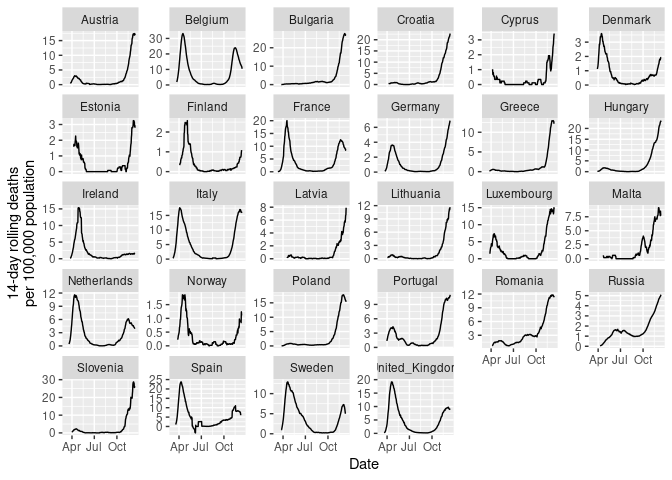 Austria Belgium Bulgaria Croatia Cyprus Denmark
15 10 5 0
30 20 10 0
20 10 0
20 15 10 5 0
3 2 1 0
3 2 1 0
Estonia Finland France Germany Greece Hungary
3 2 1 0
2 1 0
20 15 10 5 0
6 4 2 0
10 5 0
20 15 10 5 0
Ireland Italy Latvia Lithuania Luxembourg Malta
15 10 5 0
15 10 5 0
8 6 4 2 0
12 9 6 3 0
15 10 5 0
7.5 5.0 2.5 0.0
Netherlands Norway Poland Portugal Romania Russia
12 8 4 0
1.5 1.0 0.5 0.0
15 10 5 0
9 6 3 0
12 9 6 3
5 4 3 2 1 0
Apr Jul Oct
Apr Jul Oct
Slovenia Spain Sweden nited_Kingdor
30 20 10 0
25 20 15 10 5 0
12 8 4 0
20 15 10 5 0
Apr Jul Oct
Apr Jul Oct
Apr Jul Oct
Apr Jul Oct
Date
14-day rolling deaths
per 100,000 population